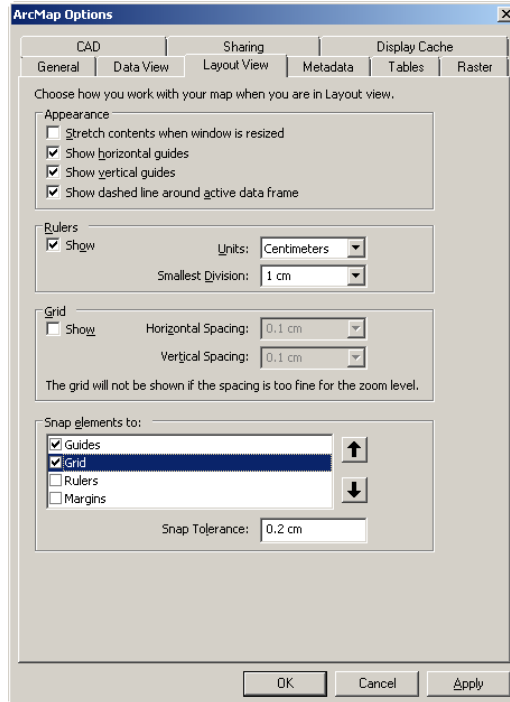 ArcMap Options
CAD Sharing Display Cache
General Data View Layout View Metadata Tables Raster
Choose how you work with your map when you are in Layout view.
Appearance
Stretch contents when window is resized
Show horizontal guides
Show vertical guides
Show dashed line around active data frame
Rulers
Show Units: Centimeters
Smallest Division: 1 cm
Grid
Show Horizontal Spacing: 0.1 cm
Vertical Spacing: 0.1 cm
The grid will not be shown if the spacing is too fine for the zoom level.
Snap elements to:
Guides
Grid
Rulers
Margins
Snap Tolerance: 0.2 cm
OK Cancel Apply